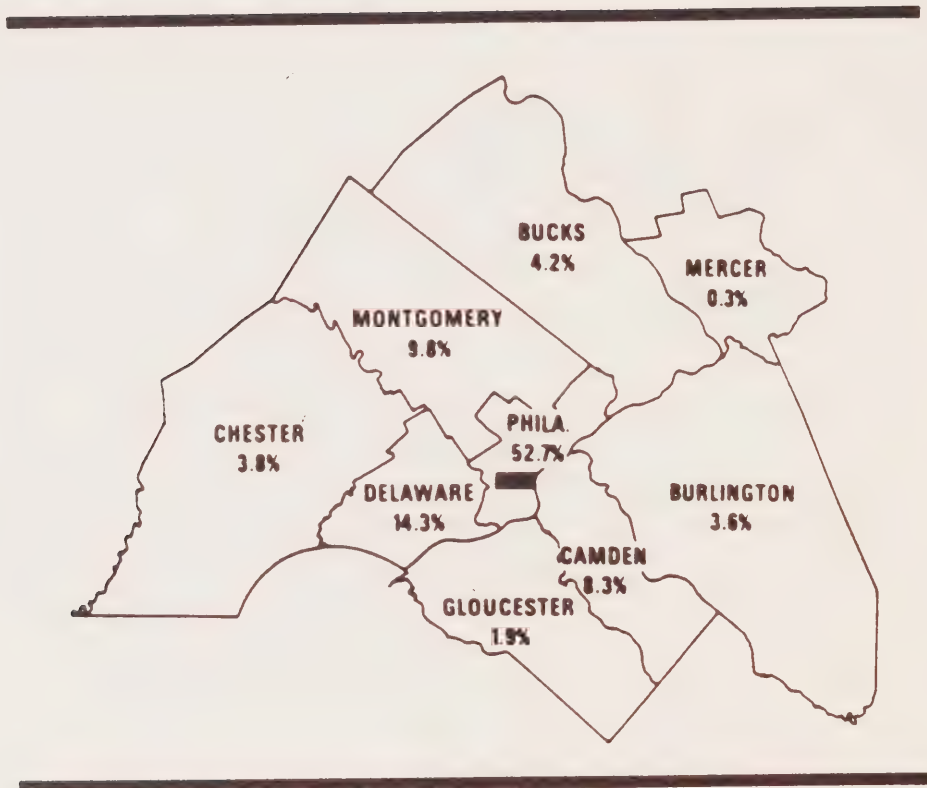 BUCKS
4.2%
MERCER
0.3%
MONTGOMERY
9.8%
PHILA.
52.7%
CHESTER
3.8%
DELAWARE
14.3%
BURLINGTON
3.6%
CAMDEN
8.3%
GLOUCESTER
1.9%